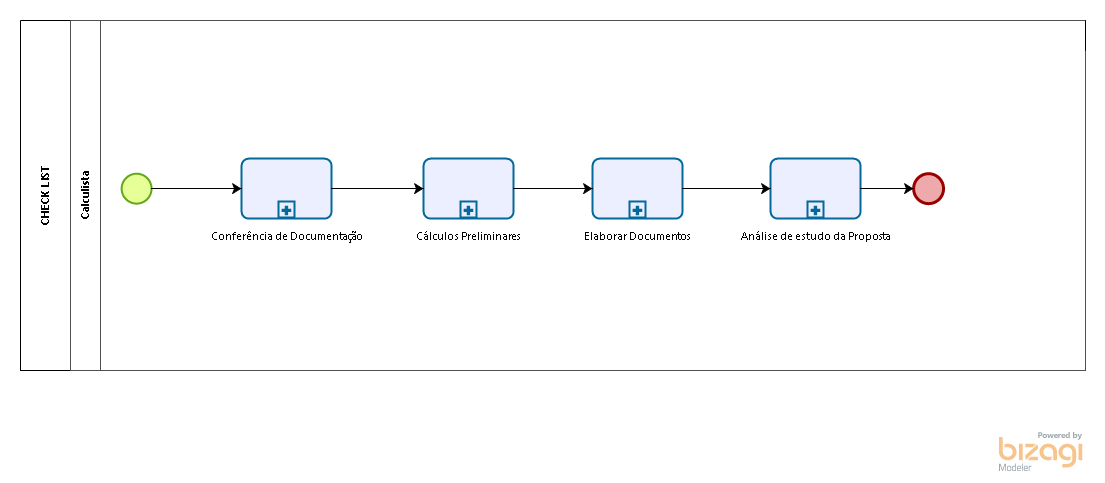 CHECK LIST
Calculista
Conferência de Documentação
Cálculos Preliminares
Elaborar Documentos
Análise de estudo da Proposta
Powered by
bizagi
Modeler